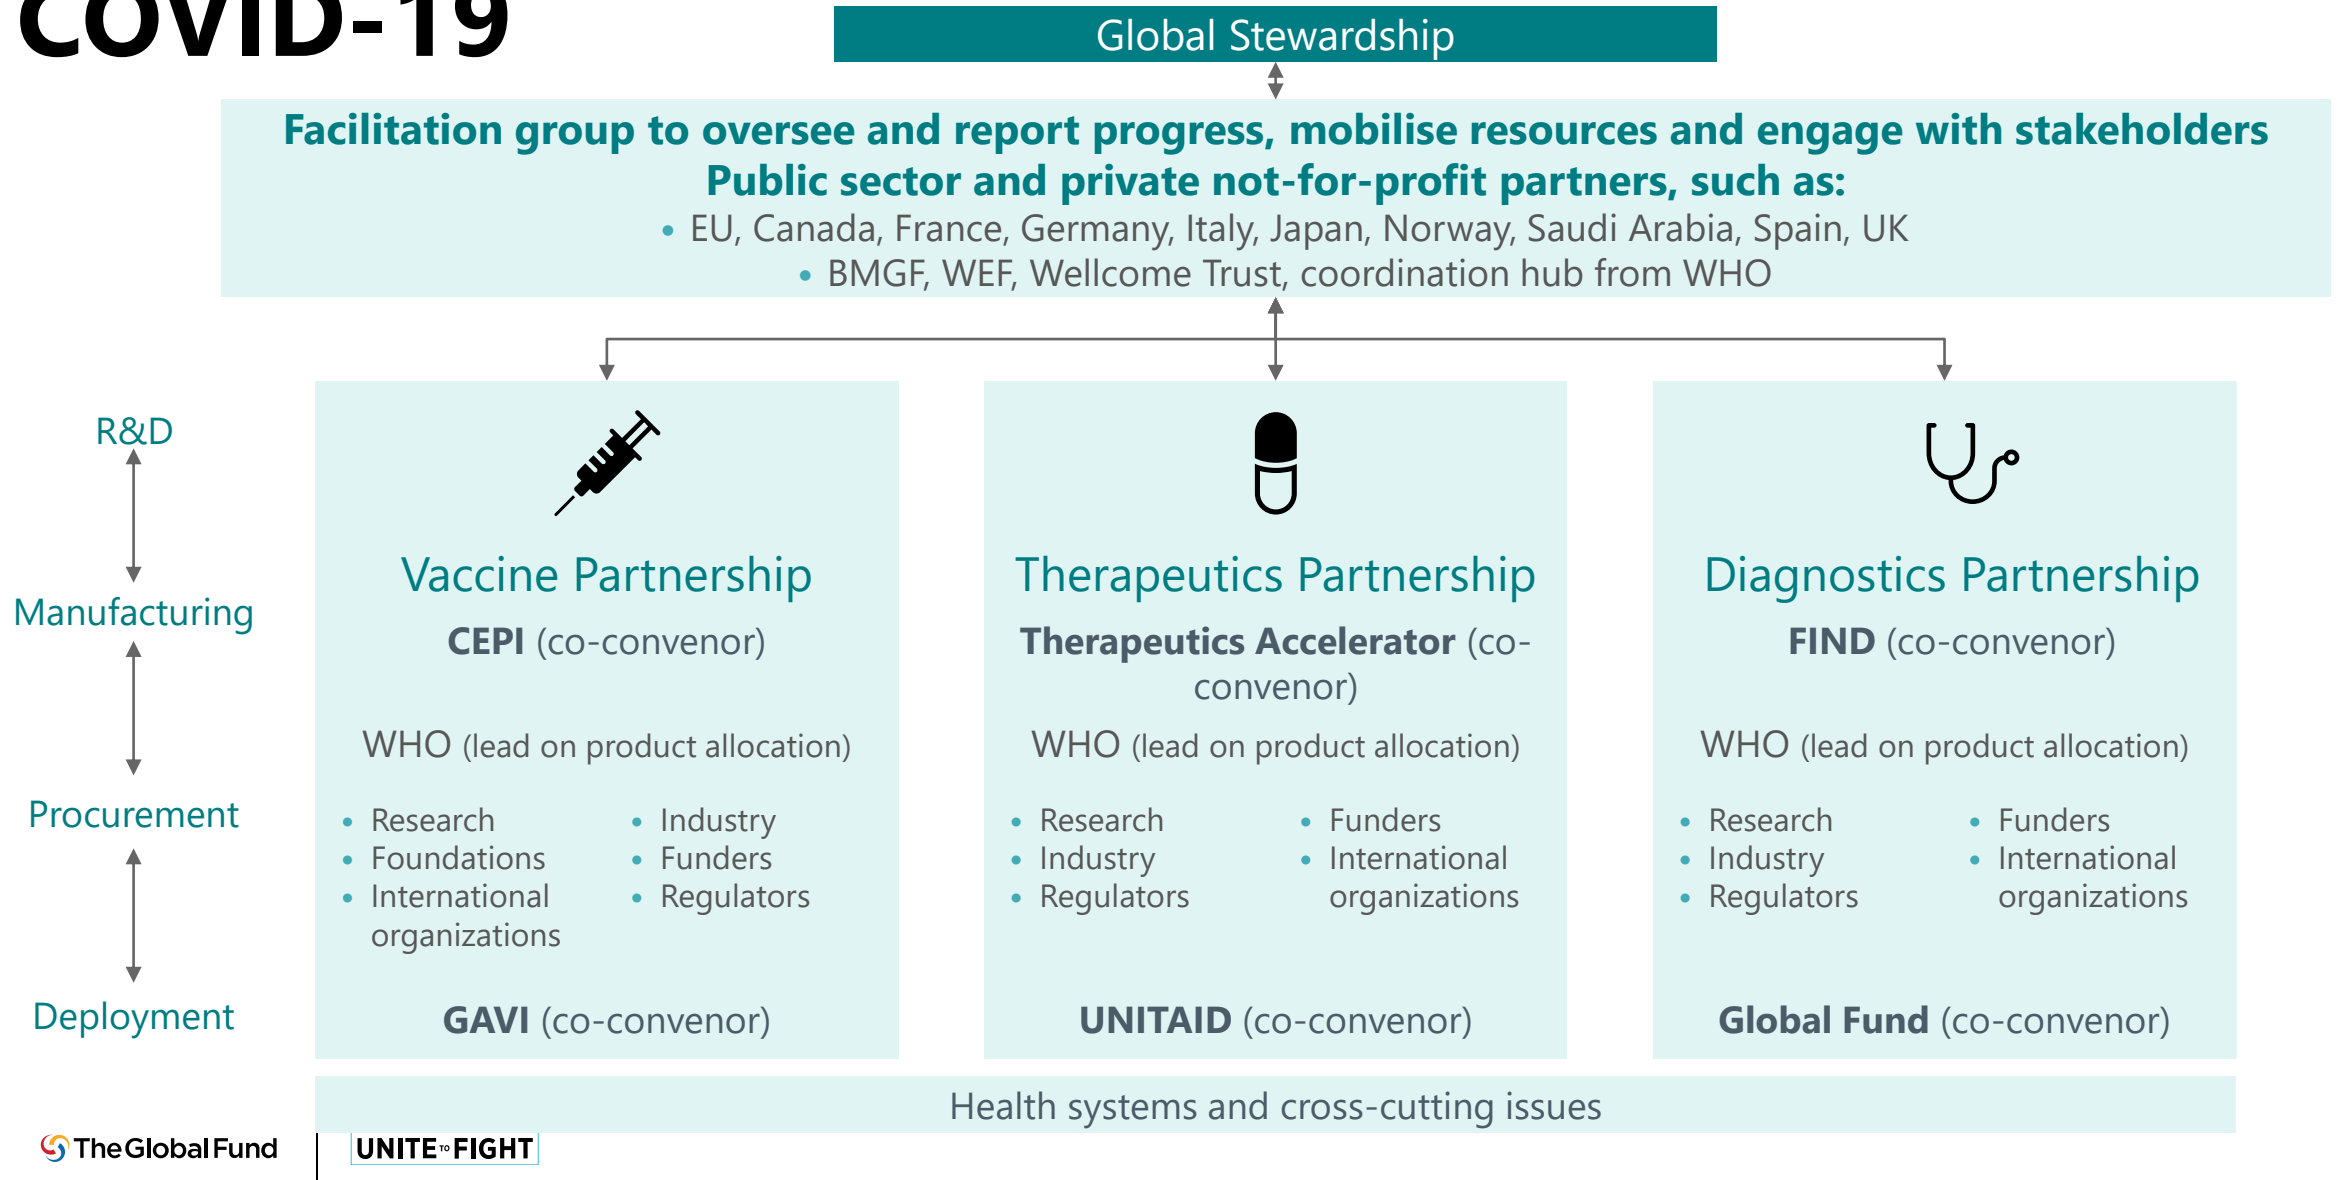 COVID-19
Global Stewardship
Facilitation group to oversee and report progress, mobilise resources and engage with stakeholders
Public sector and private not-for-profit partners, such as:
• EU, Canada, France, Germany, Italy, Japan, Norway, Saudi Arabia, Spain, UK
• BMGF, WEF, Wellcome Trust, coordination hub from WHO
R&D
Manufacturing
Procurement
Deployment
Vaccine Partnership
CEPI (co-convenor)
WHO (lead on product allocation)
• Research
• Foundations
• International
organizations
• Industry
• Funders
• Regulators
GAVI (co-convenor)
Therapeutics Partnership
Therapeutics Accelerator (co-
convenor)
WHO (lead on product allocation)
• Research
• Industry
• Regulators
• Funders
• International
organizations
UNITAID (co-convenor)
Diagnostics Partnership
FIND (co-convenor)
WHO (lead on product allocation)
• Research
• Industry
• Regulators
• Funders
• International
organizations
Global Fund (co-convenor)
Health systems and cross-cutting issues
The Global Fund
UNITE TO FIGHT